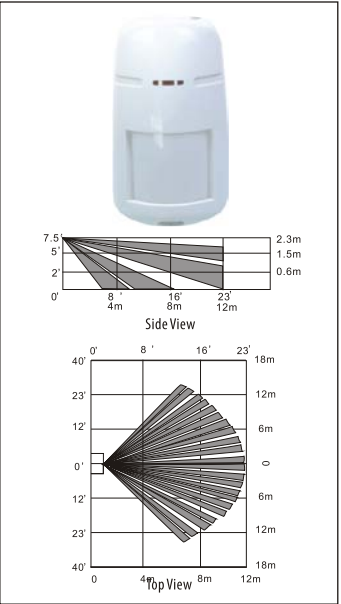 7.5' 2.3m
5' 1.5m
2' 0.6m
0' 8' 16' 23'
4m 8m 12m
Side View
0' 8' 16' 23'
40' 18m
23' 12m
12' 6m
0' 0
12' 6m
23' 12m
40' 18m
0 4m 8m 12m
Top View